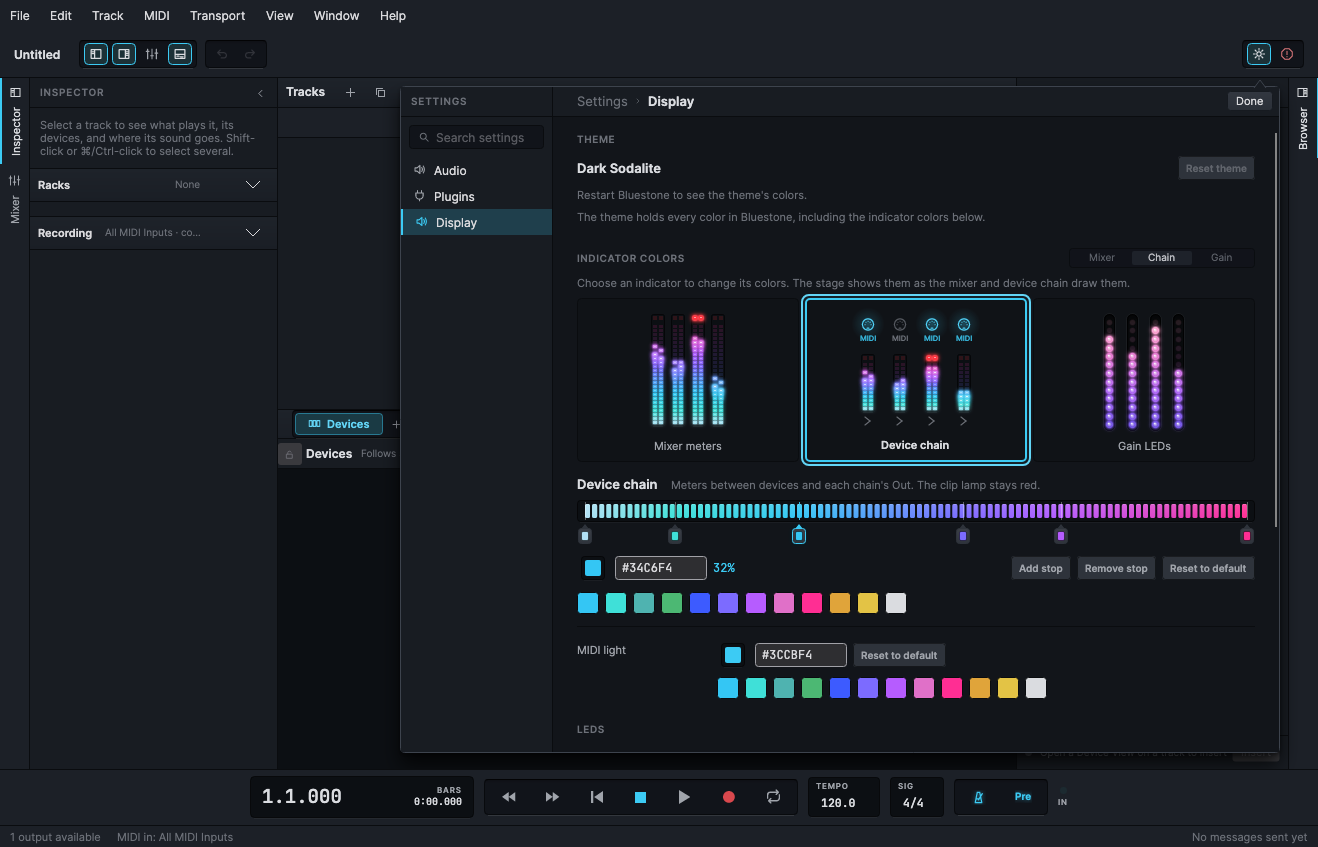 File Edit Track MIDI Transport View Window Help
Untitled
INSPECTOR
Inspector
Mixer
Select a track to see what plays it, its
devices, and where its sound goes. Shift-
click or ⌘/Ctrl-click to select several.
Racks None
Recording All MIDI Inputs · co...
Tracks
Devices
Devices Follows
SETTINGS
Search settings
Audio
Plugins
Display
Settings › Display
Done
THEME
Dark Sodalite
Reset theme
Restart Bluestone to see the theme's colors.
The theme holds every color in Bluestone, including the indicator colors below.
INDICATOR COLORS
Mixer Chain Gain
Choose an indicator to change its colors. The stage shows them as the mixer and device chain draw them.
MIDI MIDI MIDI MIDI
Mixer meters
Device chain
Gain LEDs
Device chain Meters between devices and each chain's Out. The clip lamp stays red.
#34C6F4 32%
Add stop Remove stop Reset to default
MIDI light
#3CCBF4 Reset to default
LEDS
Browser
1.1.000
BARS
0:00.000
TEMPO
120.0
SIG
4/4
Pre
IN
1 output available MIDI in: All MIDI Inputs
No messages sent yet